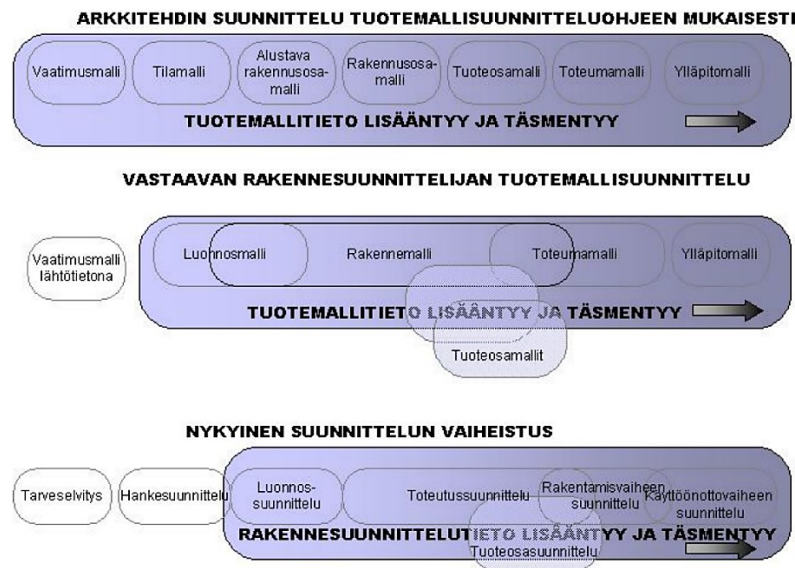 ARKKITEHDIN SUUNNITTELU TUOTEMALLISUUNNITTELUOHJEEN MUKAISESTI
Vaatimusmalli
Tilamalli
Alustava
rakennusosa-
malli
Rakennusosa-
malli
Tuoteosamalli
Toteumamalli
Ylläpitomalli
TUOTEMALLITIETO LISÄÄNTYY JA TÄSMENTYY
VASTAAVAN RAKENNESUUNNITTELIJAN TUOTEMALLISUUNNITTELU
Vaatimusmalli
lähtötietona
Luonnosmalli
Rakennemalli
Toteumamalli
Ylläpitomalli
TUOTEMALLITIETO LISÄÄNTYY JA TÄSMENTYY
Tuoteosamallit
NYKYINEN SUUNNITTELUN VAIHEISTUS
Tarveselvitys
Hankesuunnittelu
Luonnos-
suunnittelu
Toteutussuunnittelu
Rakentamisvaiheen
suunnittelu
Käyttöönottovaiheen
suunnittelu
RAKENNESUUNNITTELUTIETO LISÄÄNTYY JA TÄSMENTYY
Tuoteosasuunnittelu